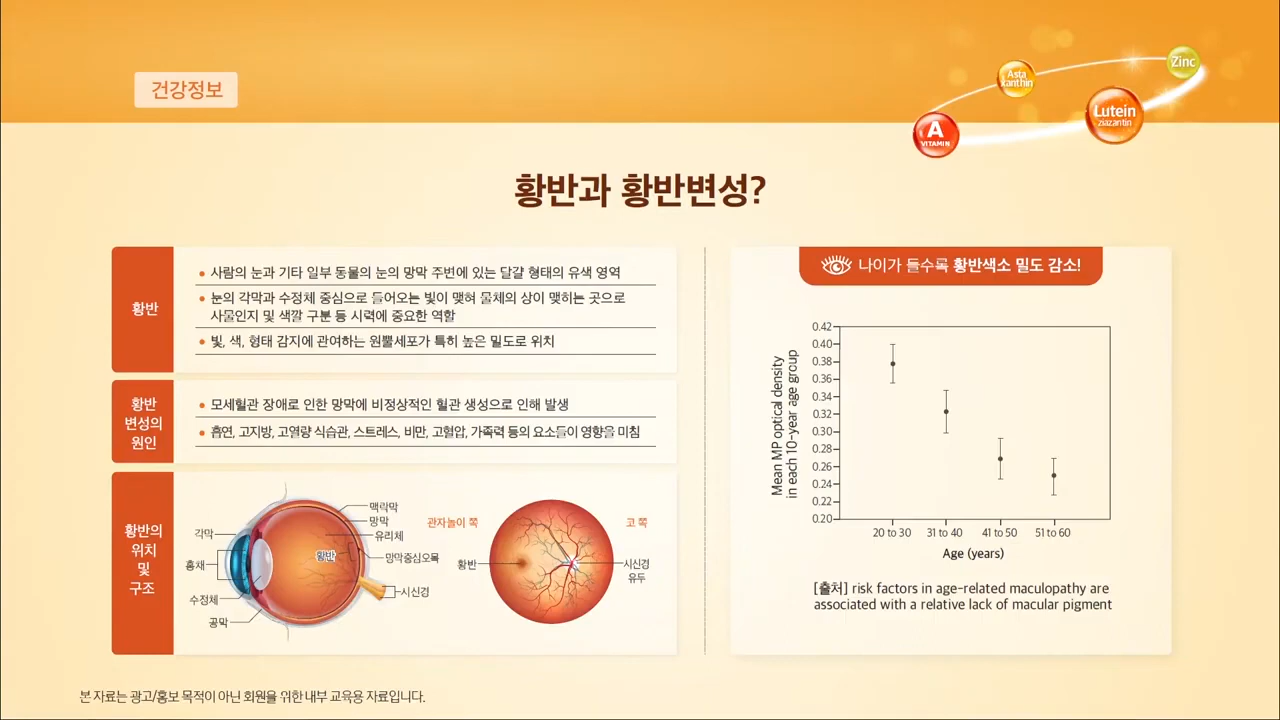 건강정보
Asta
xanthin
Zinc
Lutein
ziazantin
A
VITAMIN
황반과 황반변성?
황반
• 사람의 눈과 기타 일부 동물의 눈의 망막 주변에 있는 달걀 형태의 유색 영역
• 눈의 각막과 수정체 중심으로 들어오는 빛이 맺혀 물체의 상이 맺히는 곳으로
사물인지 및 색깔 구분 등 시력에 중요한 역할
• 빛, 색, 형태 감지에 관여하는 원뿔세포가 특히 높은 밀도로 위치
황반
변성의
원인
• 모세혈관 장애로 인한 망막에 비정상적인 혈관 생성으로 인해 발생
• 흡연, 고지방, 고열량 식습관, 스트레스, 비만, 고혈압, 가족력 등의 요소들이 영향을 미침
황반의
위치
및
구조
각막
홍채
수정체
공막
맥락막
망막
유리체
황반
망막중심오목
시신경
관자놀이 쪽
코 쪽
황반
시신경
유두
나이가 들수록 황반색소 밀도 감소!
Mean MP optical density
in each 10-year age group
0.42
0.40
0.38
0.36
0.34
0.32
0.30
0.28
0.26
0.24
0.22
0.20
20 to 30
31 to 40
41 to 50
51 to 60
Age (years)
[출처] risk factors in age-related maculopathy are
associated with a relative lack of macular pigment
본 자료는 광고/홍보 목적이 아닌 회원을 위한 내부 교육용 자료입니다.